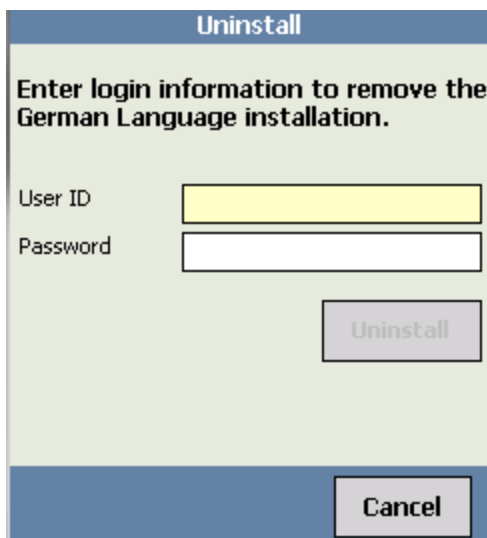 Uninstall
Enter login information to remove the
German Language installation.
User ID
Password
Uninstall
Cancel